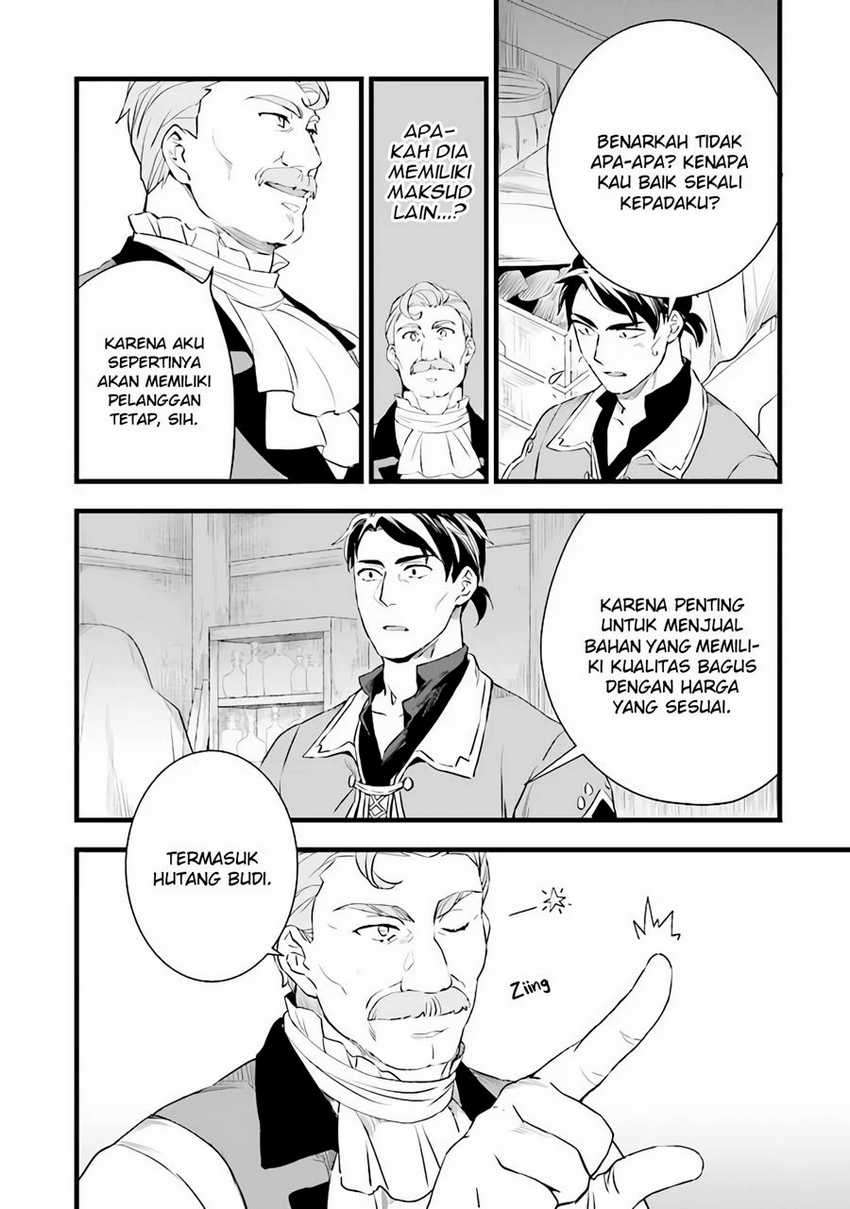 BENARKAH TIDAK
APA-APA? KENAPA
KAU BAIK SEKALI
KEPADAKU?
APA-
KAH DIA
MEMILIKI
MAKSUD
LAIN...?
KARENA AKU
SEPERTINYA
AKAN MEMILIKI
PELANGGAN
TETAP, SIH.
KARENA PENTING
UNTUK MENJUAL
BAHAN YANG MEMILI-
KI KUALITAS BAGUS
DENGAN HARGA
YANG SESUAI.
TERMASUK
HUTANG BUDI.
Ziing